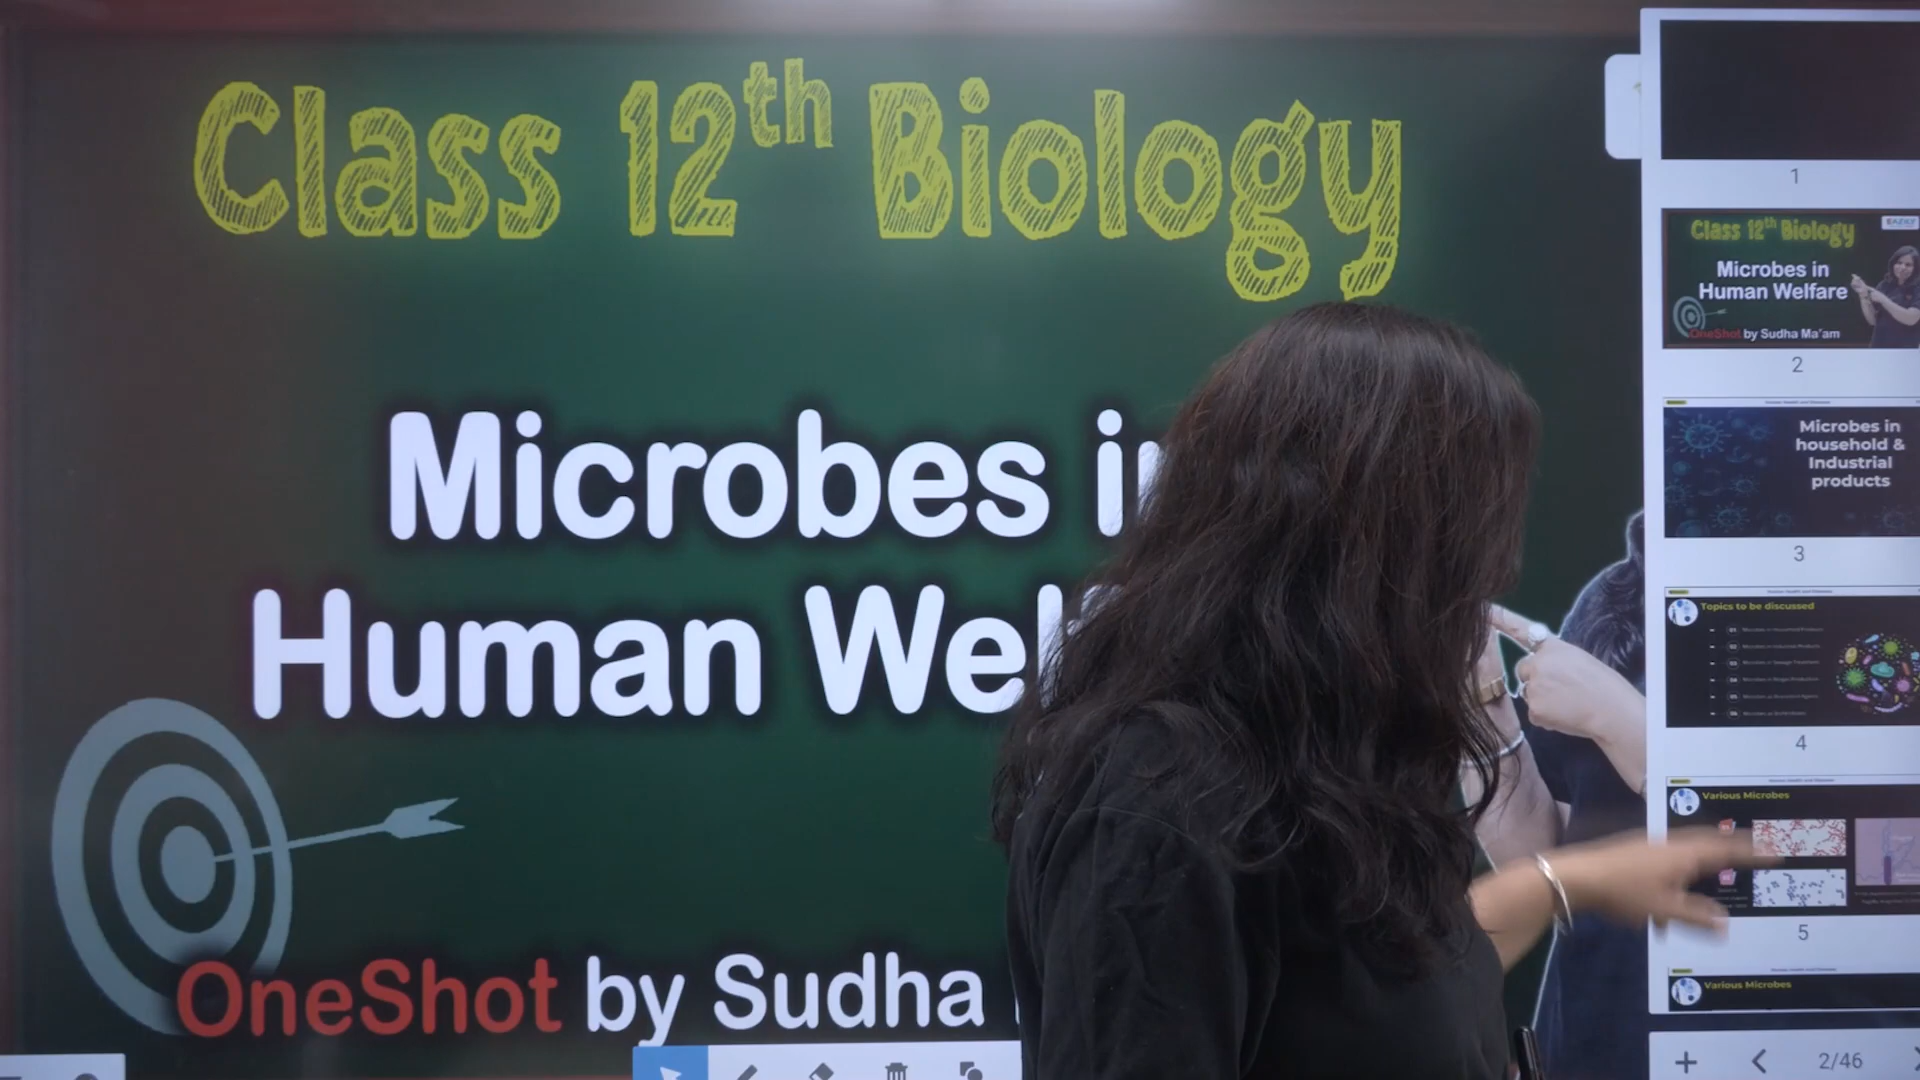 Class 12th Biology
Microbes in
Human Wel
OneShot by Sudha
1
Class 12th Biology
Microbes in
Human Welfare
OneShot by Sudha Ma'am
2
Microbes in
household &
Industrial
products
3
Topics to be discussed
4
Various Microbes
5
Various Microbes
2/46